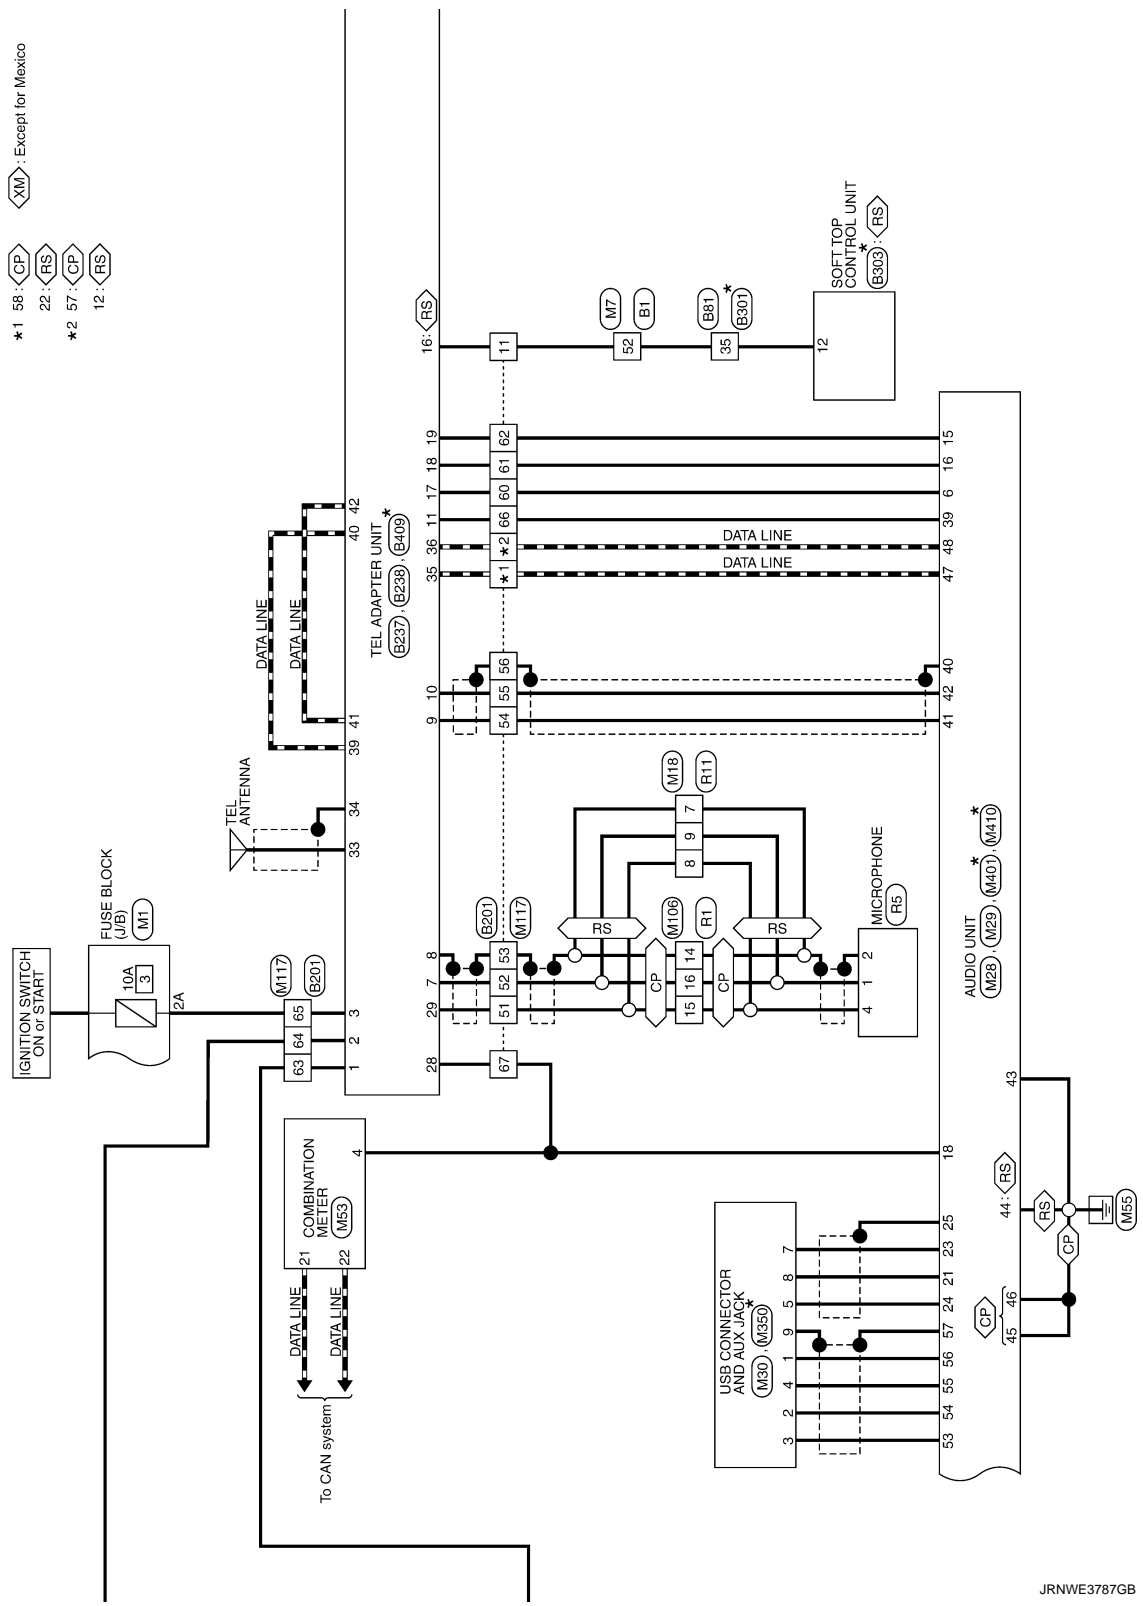 *1 58 : CP
22 : RS
*2 57 : CP
12 : RS
XM : Except for Mexico
IGNITION SWITCH
ON or START
FUSE BLOCK
(J/B)
M1
10A
3
2A
M117
B201
63 64 65
1 2 3
TEL
ANTENNA
33 34
DATA LINE
DATA LINE
39 41 40 42
TEL ADAPTER UNIT
B237 , B238 , B409 *
28 29 7 8 9 10 35 36 11 17 18 19 16 : RS
B201
M117
67 51 52 53 54 55 56 *1 *2 66 60 61 62 11
COMBINATION
METER
M53
21
22
4
DATA LINE
DATA LINE
To CAN system
RS
CP
M106
R1
15 16 14
CP
RS
M18
R11
8 9 7
MICROPHONE
R5
4 1 2
DATA LINE
DATA LINE
M7
B1
52
B81
B301 *
35
SOFT TOP
CONTROL UNIT
B303 * : RS
12
USB CONNECTOR
AND AUX JACK
M30 , M350 *
3 2 4 1 9 5 8 7
53 54 55 56 57 24 21 23 25 18 41 42 40 47 48 39 6 16 15
AUDIO UNIT
M28 , M29 , M401 * , M410 *
CP
45 46
44 : RS
43
RS
CP
M55
JRNWE3787GB